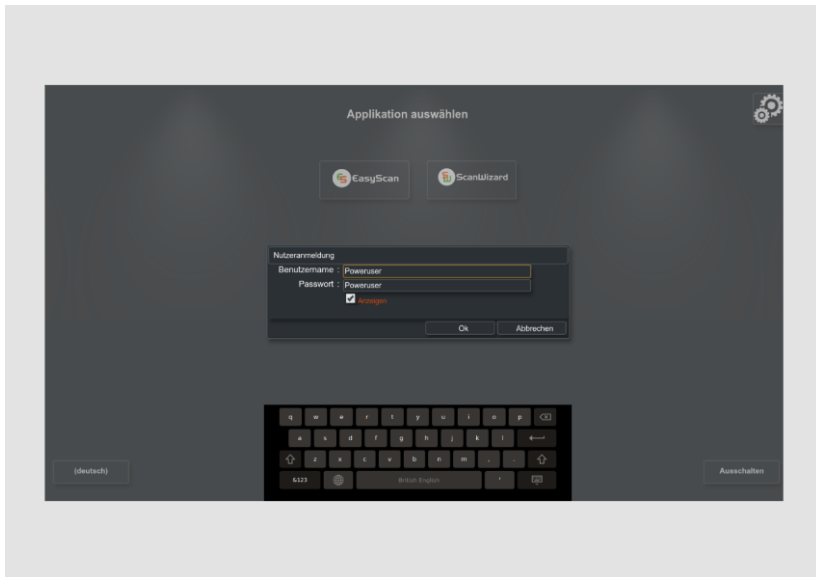 Applikation auswählen
EasyScan
ScanWizard
Nutzeranmeldung
Benutzername : Poweruser
Passwort : Poweruser
Anzeigen
Ok Abbrechen
q w e r t y u i o p
a s d f g h j k l
z x c v b n m , .
&123 British English '
(deutsch)
Ausschalten